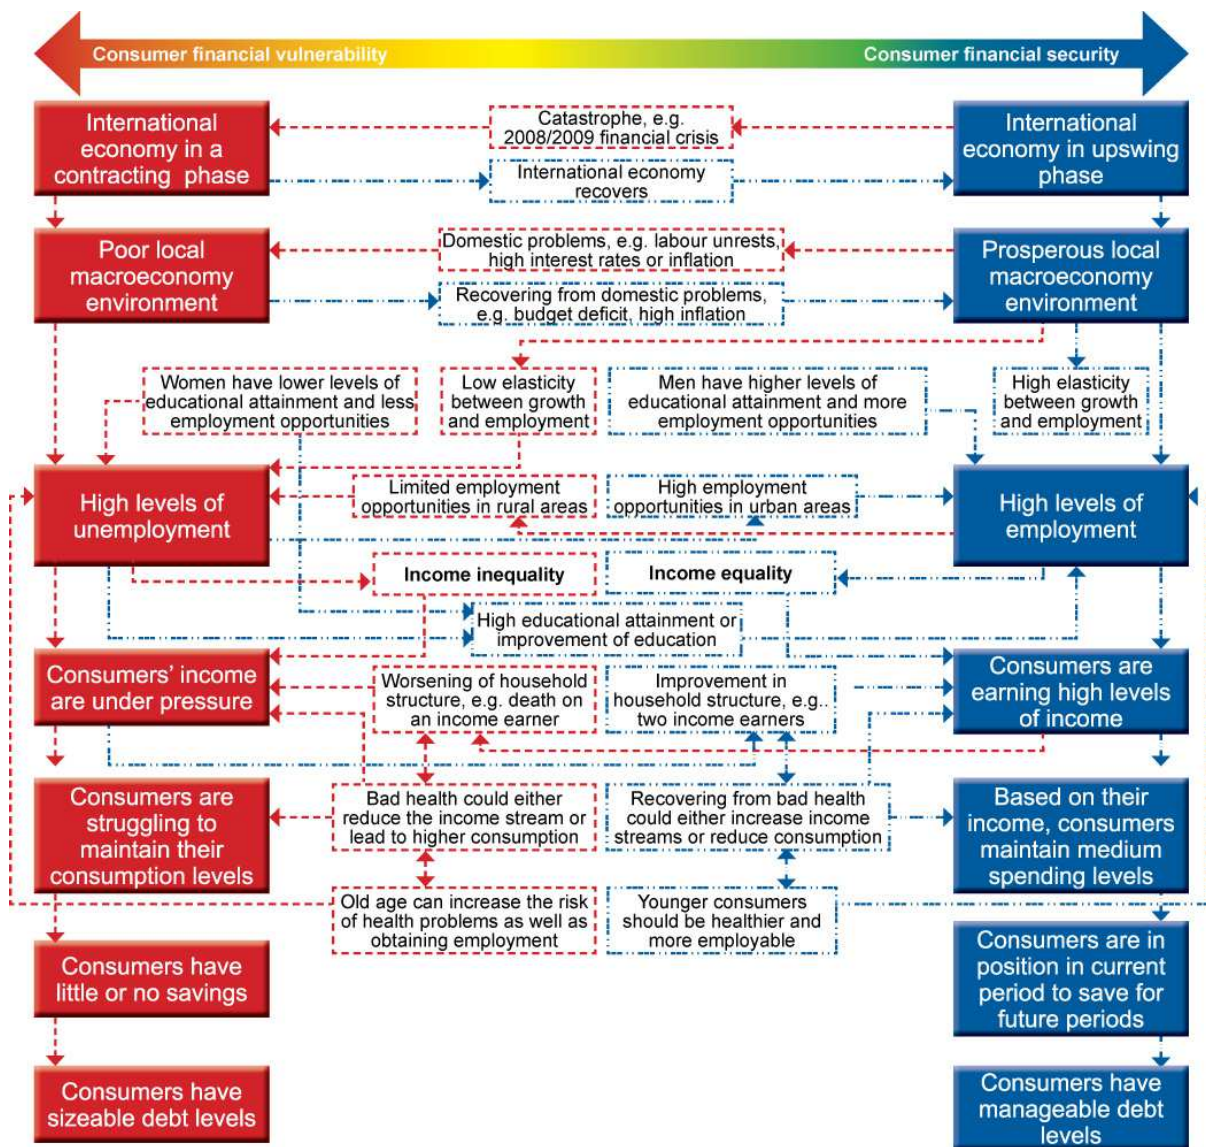 Consumer financial vulnerability
Consumer financial security
International
economy in a
contracting phase
Catastrophe, e.g.
2008/2009 financial crisis
International economy
recovers
International
economy in upswing
phase
Poor local
macroeconomy
environment
Domestic problems, e.g. labour unrests,
high interest rates or inflation
Recovering from domestic problems,
e.g. budget deficit, high inflation
Prosperous local
macroeconomy
environment
Women have lower levels of
educational attainment and less
employment opportunities
Low elasticity
between growth
and employment
Men have higher levels of
educational attainment and more
employment opportunities
High elasticity
between growth
and employment
High levels of
unemployment
Limited employment
opportunities in rural areas
High employment
opportunities in urban areas
High levels of
employment
Income inequality
Income equality
High educational attainment or
improvement of education
Consumers' income
are under pressure
Worsening of household
structure, e.g. death on
an income earner
Improvement in
household structure, e.g..
two income earners
Consumers are
earning high levels
of income
Consumers are
struggling to
maintain their
consumption levels
Bad health could either
reduce the income stream or
lead to higher consumption
Recovering from bad health
could either increase income
streams or reduce consumption
Based on their
income, consumers
maintain medium
spending levels
Old age can increase the risk
of health problems as well as
obtaining employment
Younger consumers
should be healthier and
more employable
Consumers have
little or no savings
Consumers are in
position in current
period to save for
future periods
Consumers have
sizeable debt levels
Consumers have
manageable debt
levels